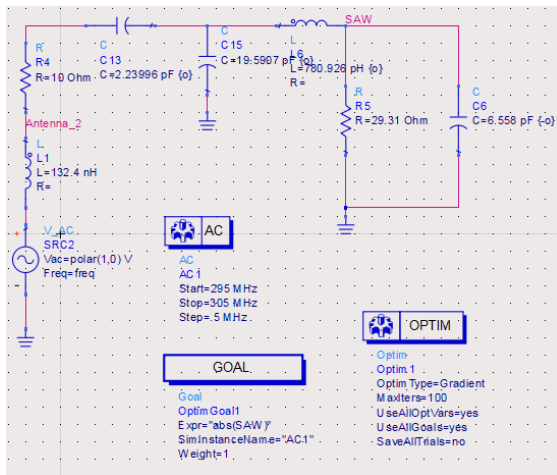 SAW
R
R4
R=10 Ohm
C
C13
C=2.23996 pF {o}
C
C15
C=19.5907 pF {o}
L
L6
L=780.926 pH {o}
R=
R
R5
R=29.31 Ohm
C
C6
C=6.558 pF {-o}
Antenna_2
L
L1
L=132.4 nH
R=
V_AC
SRC2
Vac=polar(1,0) V
Freq=freq
AC
AC
AC1
Start=295 MHz
Stop=305 MHz
Step=.5 MHz
GOAL
Goal
OptimGoal1
Expr="abs(SAW)"
SimInstanceName="AC1"
Weight=1
OPTIM
Optim
Optim1
OptimType=Gradient
MaxIters=100
UseAllOptVars=yes
UseAllGoals=yes
SaveAllTrials=no